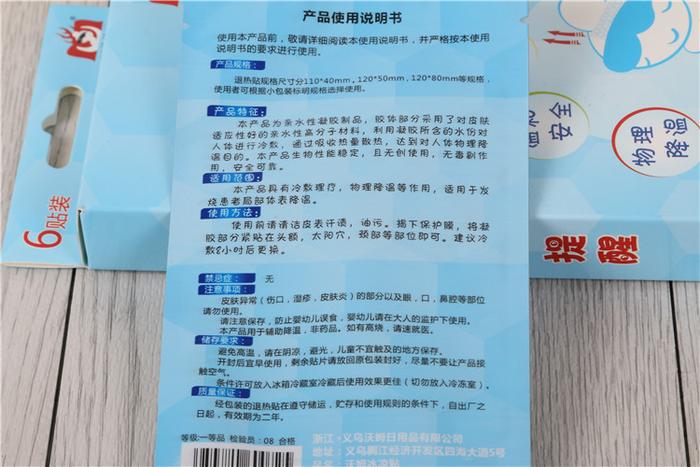 产品使用说明书
使用本产品前，敬请详细阅读本使用说明书，并严格按本使用
说明书的要求进行使用。
产品规格：
退热贴规格尺寸分110*40mm，120*50mm，120*80mm等规格，
使用者可根据小包装标明规格选择使用。
产品特征：
本产品为亲水性凝胶制品，胶体部分采用了对皮肤
适应性好的亲水性高分子材料，利用凝胶所含的水份对
人体进行冷敷，通过吸收热量散热，达到对人体物理降
温目的。本产品生物性能稳定，且无创使用，无毒副作
用，安全可靠。
适用范围：
本产品具有冷敷理疗，物理降温等作用，适用于发
烧患者局部体表降温。
使用方法：
使用前请请洁皮表汗渍，油污。揭下保护膜，将凝
胶部分紧贴在头额，太阳穴，颈部等部位即可。建议冷
敷8小时后更换。
禁忌症： 无
注意事项：
皮肤异常（伤口，湿疹，皮肤炎）的部分以及眼，口，鼻腔等部位
请勿使用。
请注意保存，防止婴幼儿误食，婴幼儿请在大人的监护下使用。
本产品用于辅助降温，非药品。如有高烧，请速就医。
储存要求：
避免高温，请在阴凉，避光，儿童不宜触及的地方保存。
开封后宜早使用，剩余贴片请放回原包装封好，尽量不要让产品接
触空气。
条件许可放入冰箱冷藏室冷藏后使用效果更佳（切勿放入冷冻室）。
质量保证：
经包装的退热贴在遵守储运，贮存和使用规则的条件下，自出厂之
日起，有效期为二年。
等级:一等品 检验员：08 合格
浙江·义乌沃姆日用品有限公司
地址：义乌市经济开发区四海大道5号
6贴装
安全
物理
降温
提醒